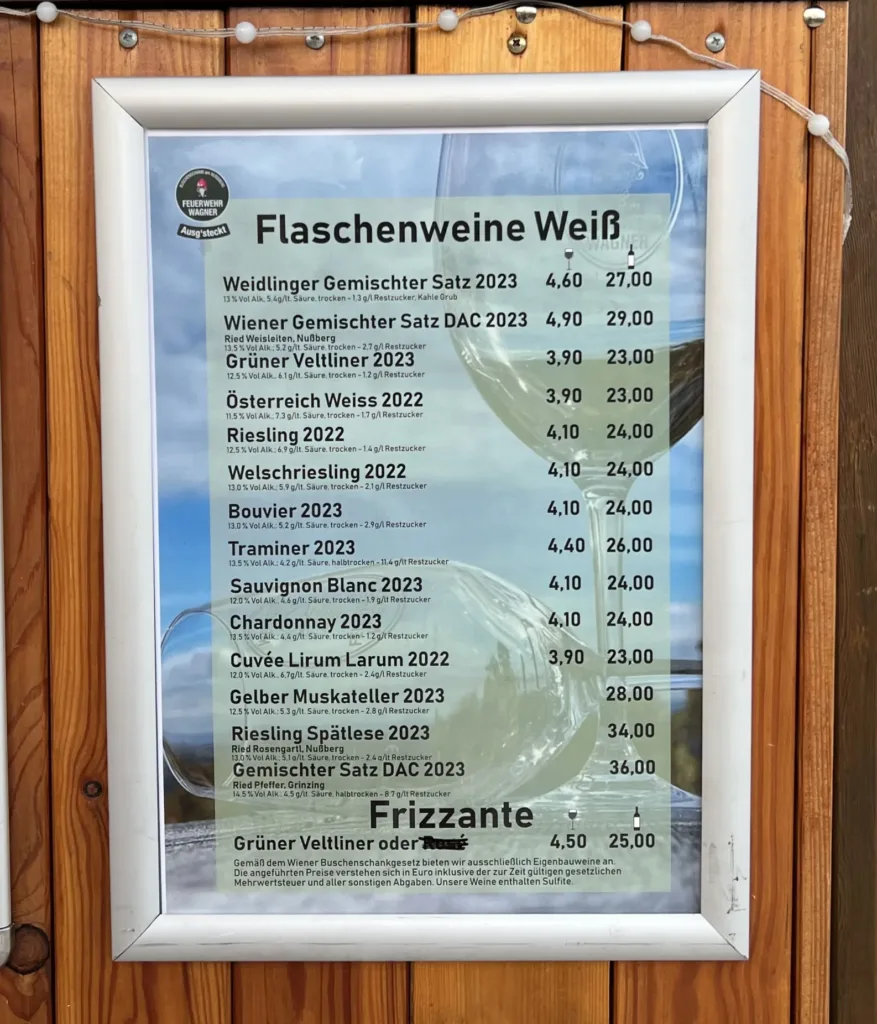 FEUERWEHR
WAGNER
Ausg'steckt
Flaschenweine Weiß
WAGNER
Weidlinger Gemischter Satz 2023 4,60 27,00
13 % Vol Alk, 5.4g/lt. Säure, trocken - 1.3 g/l Restzucker, Kahle Grub
Wiener Gemischter Satz DAC 2023 4,90 29,00
Ried Weisleiten, Nußberg
13.5 % Vol Alk.; 5.2 g/lt. Säure, trocken - 2,7 g/l Restzucker
Grüner Veltliner 2023 3,90 23,00
12.5 % Vol Alk.. 6.1 g/lt. Säure, trocken - 1.2 g/l Restzucker
Österreich Weiss 2022 3,90 23,00
11.5 % Vol Alk.; 7.3 g/lt. Säure, trocken - 1.7 g/l Restzucker
Riesling 2022 4,10 24,00
12,5 % Vol Alk.; 6.9 g/lt. Säure, trocken - 1.4 g/l Restzucker
Welschriesling 2022 4,10 24,00
13.0 % Vol Alk.; 5.9 g/lt. Säure, trocken - 2.1 g/l Restzucker
Bouvier 2023 4,10 24,00
13.0 % Vol Alk.; 5.2 g/lt. Säure, trocken - 2.9g/l Restzucker
Traminer 2023 4,40 26,00
13.5 % Vol Alk.; 4.2 g/lt. Säure, halbtrocken - 11.4 g/lt Restzucker
Sauvignon Blanc 2023 4,10 24,00
12.0 % Vol Alk.; 4.6 g/lt. Säure, trocken - 1.9 g/lt Restzucker
Chardonnay 2023 4,10 24,00
13.5 % Vol Alk.; 4.4 g/lt. Säure, trocken - 1.2 g/l Restzucker
Cuvée Lirum Larum 2022 3,90 23,00
12.0 % Vol Alk.. 6,7g/lt. Säure, trocken - 2.4g/l Restzucker
Gelber Muskateller 2023 28,00
12.5 % Vol Alk.; 5.3 g/lt. Säure, trocken - 2.8 g/l Restzucker
Riesling Spätlese 2023 34,00
Ried Rosengartl, Nußberg
13.0 % Vol Alk.; 5.1 g/lt. Säure, trocken - 2.4 g/lt Restzucker
Gemischter Satz DAC 2023 36,00
Ried Pfeffer, Grinzing
14.5 % Vol Alk.; 4.5 g/lt. Säure, halbtrocken - 8.7 g/lt Restzucker
Frizzante
Grüner Veltliner oder 4,50 25,00
Gemäß dem Wiener Buschenschankgesetz bieten wir ausschließlich Eigenbauweine an.
Die angeführten Preise verstehen sich in Euro inklusive der zur Zeit gültigen gesetzlichen
Mehrwertsteuer und aller sonstigen Abgaben. Unsere Weine enthalten Sulfite.